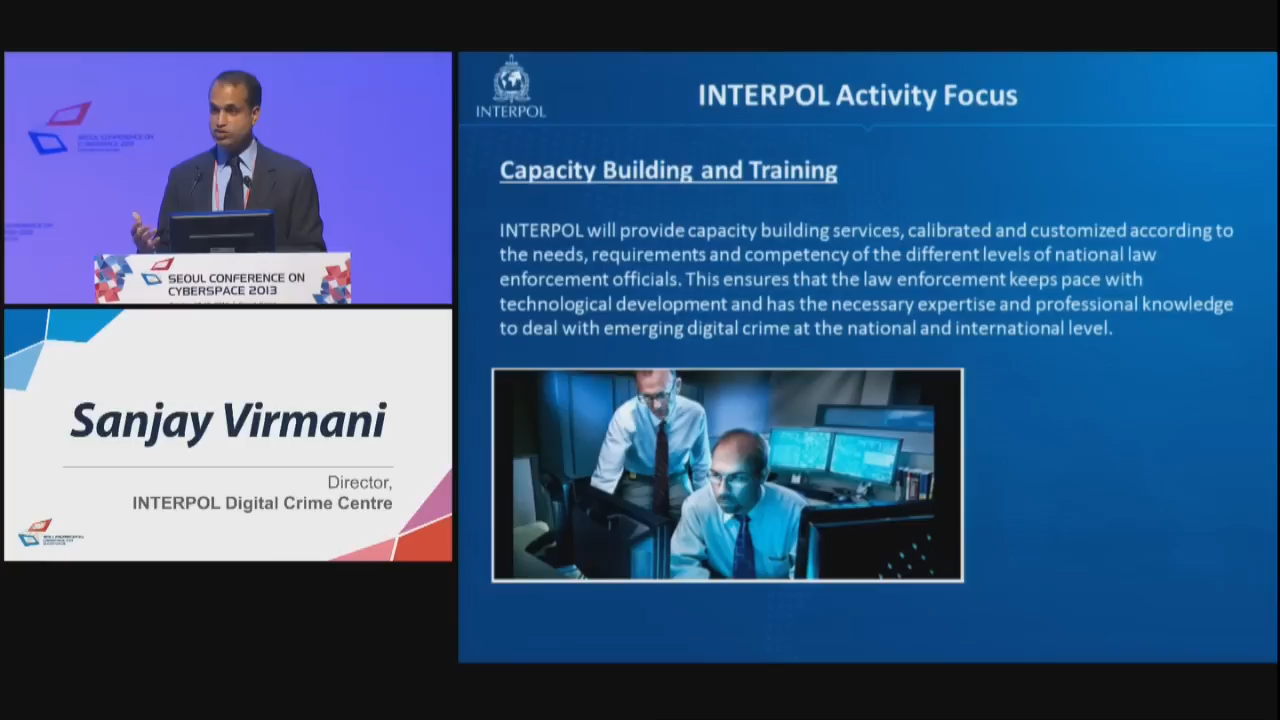 SEOUL CONFERENCE ON
SEOUL CONFERENCE ON
CYBERSPACE 2013
Sanjay Virmani
Director,
INTERPOL Digital Crime Centre
INTERPOL
INTERPOL Activity Focus
Capacity Building and Training
INTERPOL will provide capacity building services, calibrated and customized according to
the needs, requirements and competency of the different levels of national law
enforcement officials. This ensures that the law enforcement keeps pace with
technological development and has the necessary expertise and professional knowledge
to deal with emerging digital crime at the national and international level.